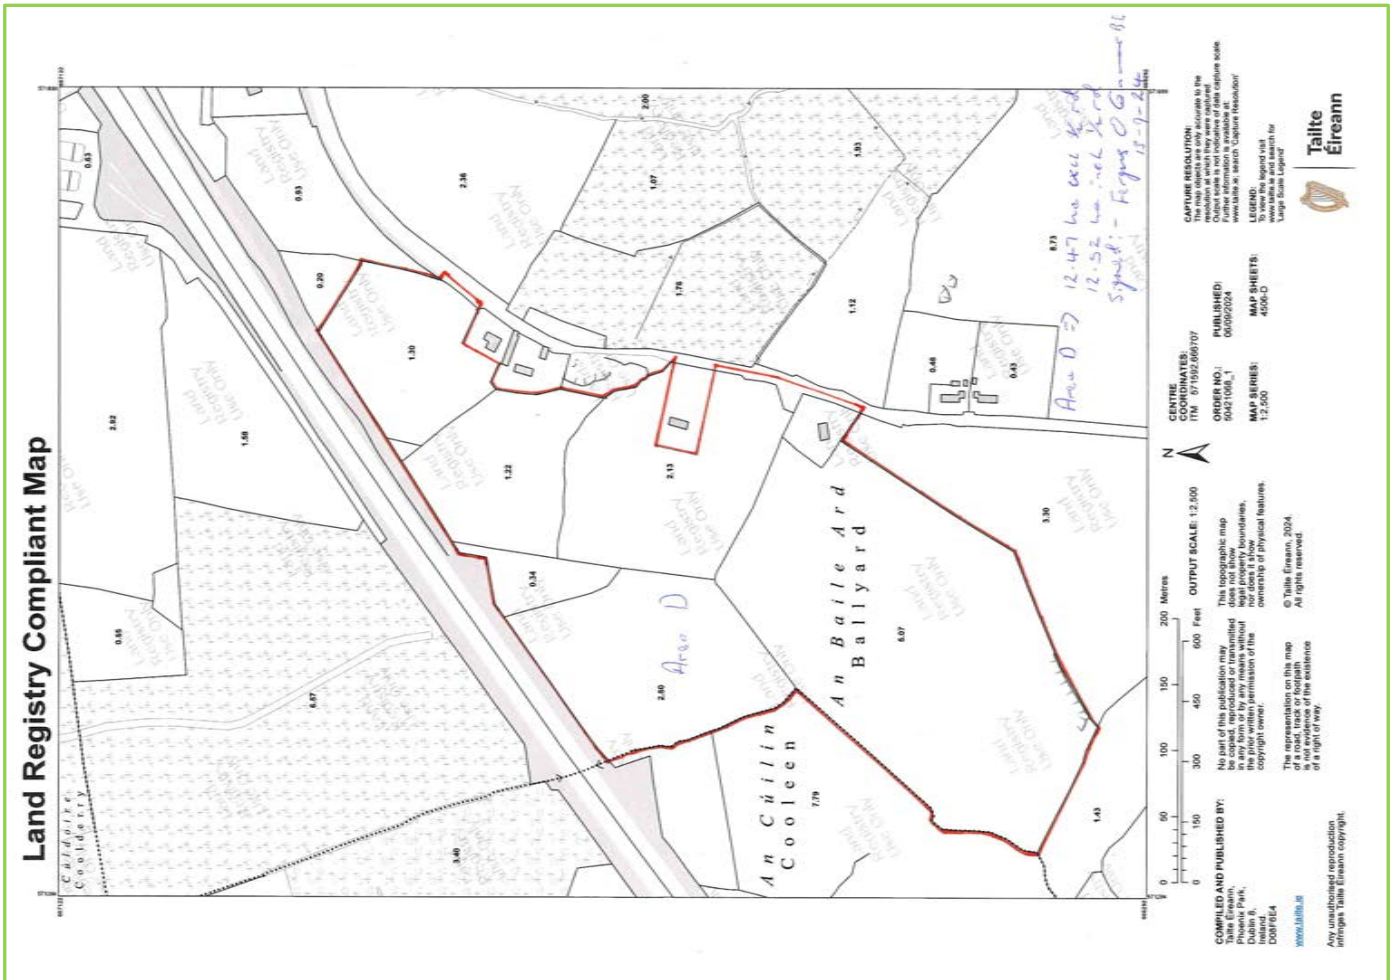 Land Registry Compliant Map
Cúldoire
Cooldery
An Cúilín
Cooleen
An Baile Ard
Ballyard
Area D
0.63
0.93
0.20
2.36
2.00
1.07
1.93
1.30
1.76
2.92
1.58
1.22
1.12
8.73
0.46
0.43
2.13
0.34
0.55
6.87
2.60
3.30
3.40
7.79
1.43
Land
Registry
Use Only
Area D => 12.47 ha
12.52 ha
Signed: - Fergus
COMPILED AND PUBLISHED BY:
Tailte Éireann,
Phoenix Park,
Dublin 8,
Ireland.
D08F6E4
www.tailte.ie
Any unauthorised reproduction
infringes Tailte Éireann copyright.
No part of this publication may
be copied, reproduced or transmitted
in any form or by any means without
the prior written permission of the
copyright owner.
The representation on this map
of a road, track or footpath
is not evidence of the existence
of a right of way.
This topographic map
does not show
legal property boundaries,
nor does it show
ownership of physical features.
© Tailte Éireann, 2024.
All rights reserved.
0 50 100 150 200 Metres
0 150 300 450 600 Feet
OUTPUT SCALE: 1:2,500
N
CENTRE
COORDINATES:
ITM 571592,666707
ORDER NO.:
50421068_1
PUBLISHED:
06/09/2024
MAP SERIES:
1:2,500
MAP SHEETS:
4506-D
CAPTURE RESOLUTION:
The map objects are only accurate to the
resolution at which they were captured.
Output scale is not indicative of data capture scale.
Further information is available at:
www.tailte.ie; search 'Capture Resolution'
LEGEND:
To view the legend visit
www.tailte.ie and search for
'Large Scale Legend'
Tailte
Éireann